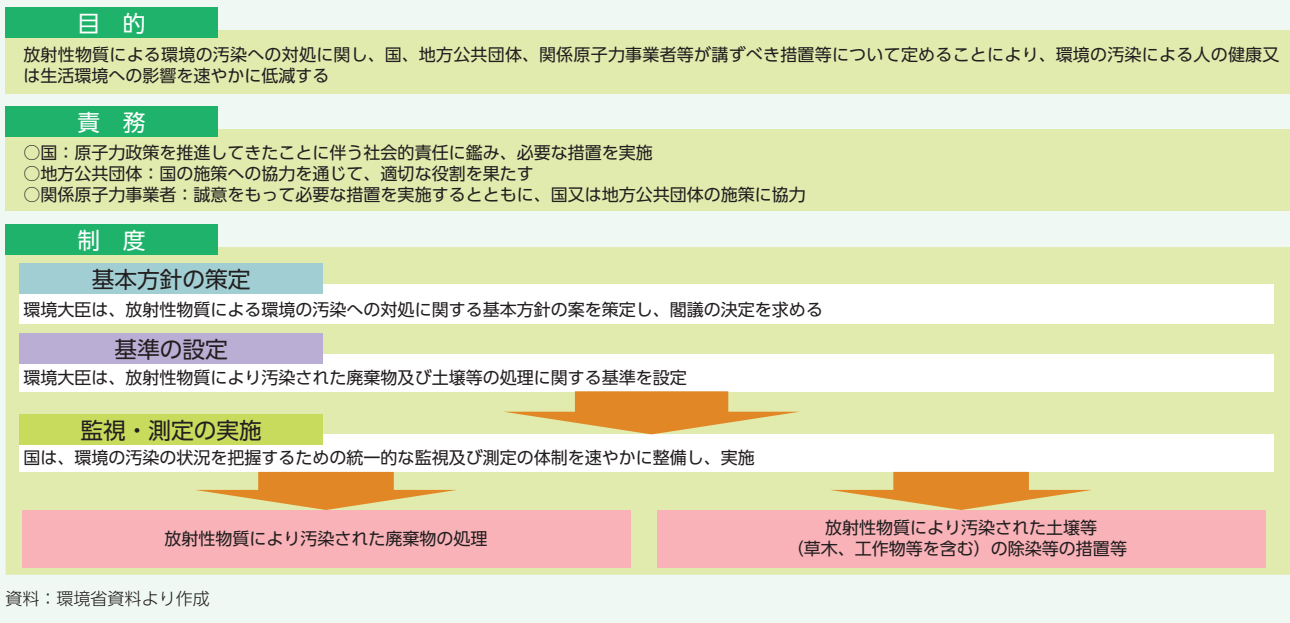 目 的
放射性物質による環境の汚染への対処に関し、国、地方公共団体、関係原子力事業者等が講ずべき措置等について定めることにより、環境の汚染による人の健康又
は生活環境への影響を速やかに低減する
責 務
○国：原子力政策を推進してきたことに伴う社会的責任に鑑み、必要な措置を実施
○地方公共団体：国の施策への協力を通じて、適切な役割を果たす
○関係原子力事業者：誠意をもって必要な措置を実施するとともに、国又は地方公共団体の施策に協力
制 度
基本方針の策定
環境大臣は、放射性物質による環境の汚染への対処に関する基本方針の案を策定し、閣議の決定を求める
基準の設定
環境大臣は、放射性物質により汚染された廃棄物及び土壌等の処理に関する基準を設定
監視・測定の実施
国は、環境の汚染の状況を把握するための統一的な監視及び測定の体制を速やかに整備し、実施
放射性物質により汚染された廃棄物の処理
放射性物質により汚染された土壌等
（草木、工作物等を含む）の除染等の措置等
資料：環境省資料より作成